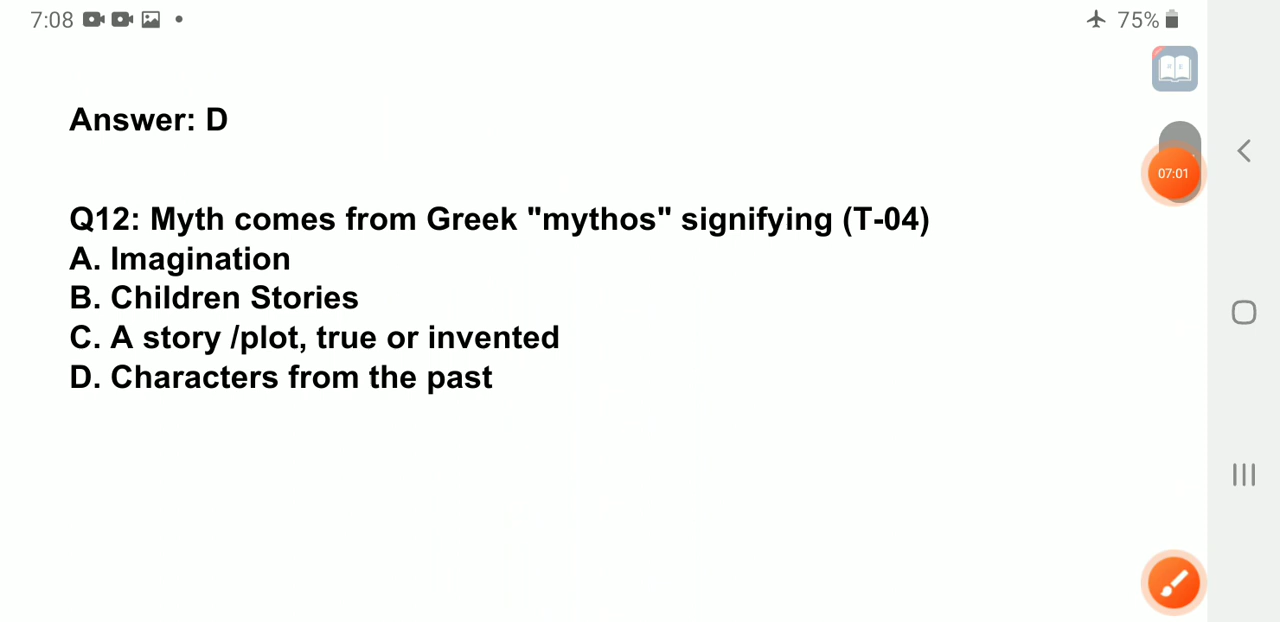 7:08
75%
Answer: D
07:01
Q12: Myth comes from Greek "mythos" signifying (T-04)
A. Imagination
B. Children Stories
C. A story /plot, true or invented
D. Characters from the past